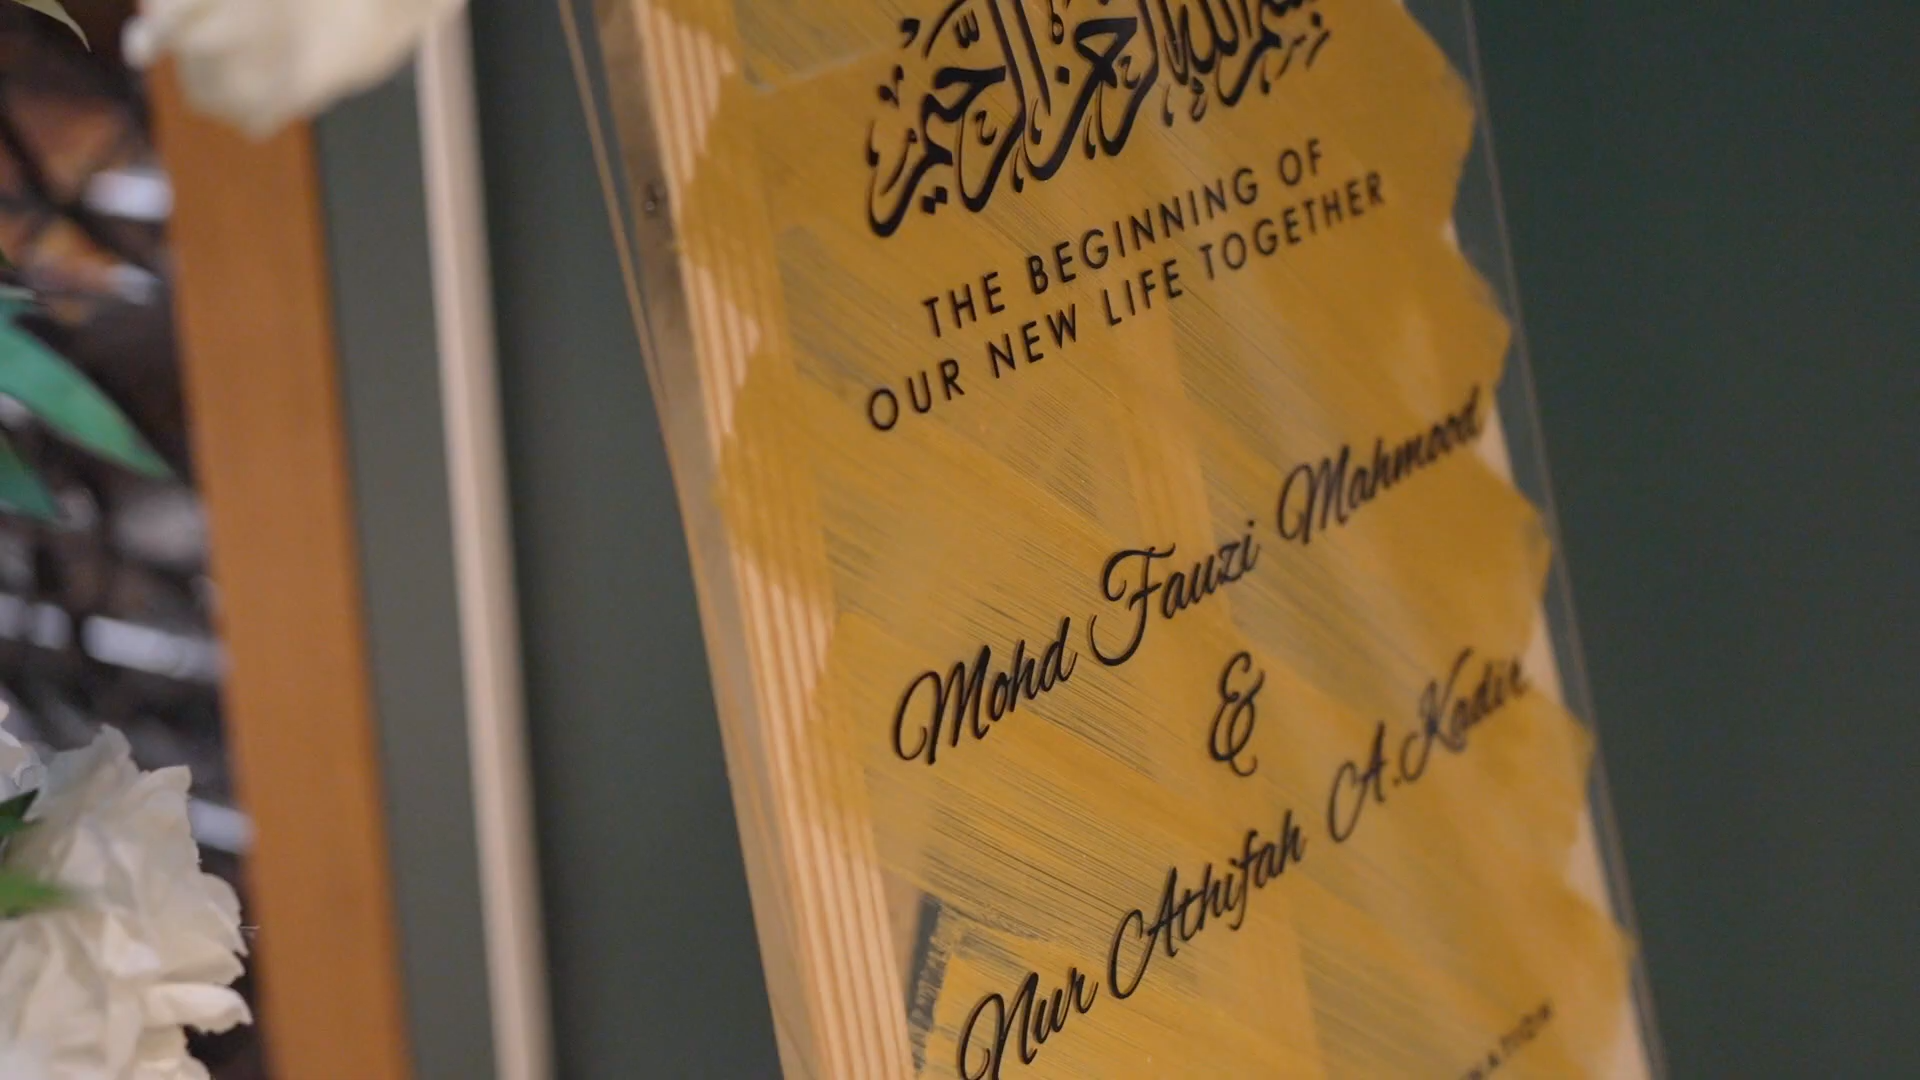 بسم الله الرحمن الرحيم
THE BEGINNING OF
OUR NEW LIFE TOGETHER
Mohd Fauzi Mahmood
&
Nur Athifah A.Kadir